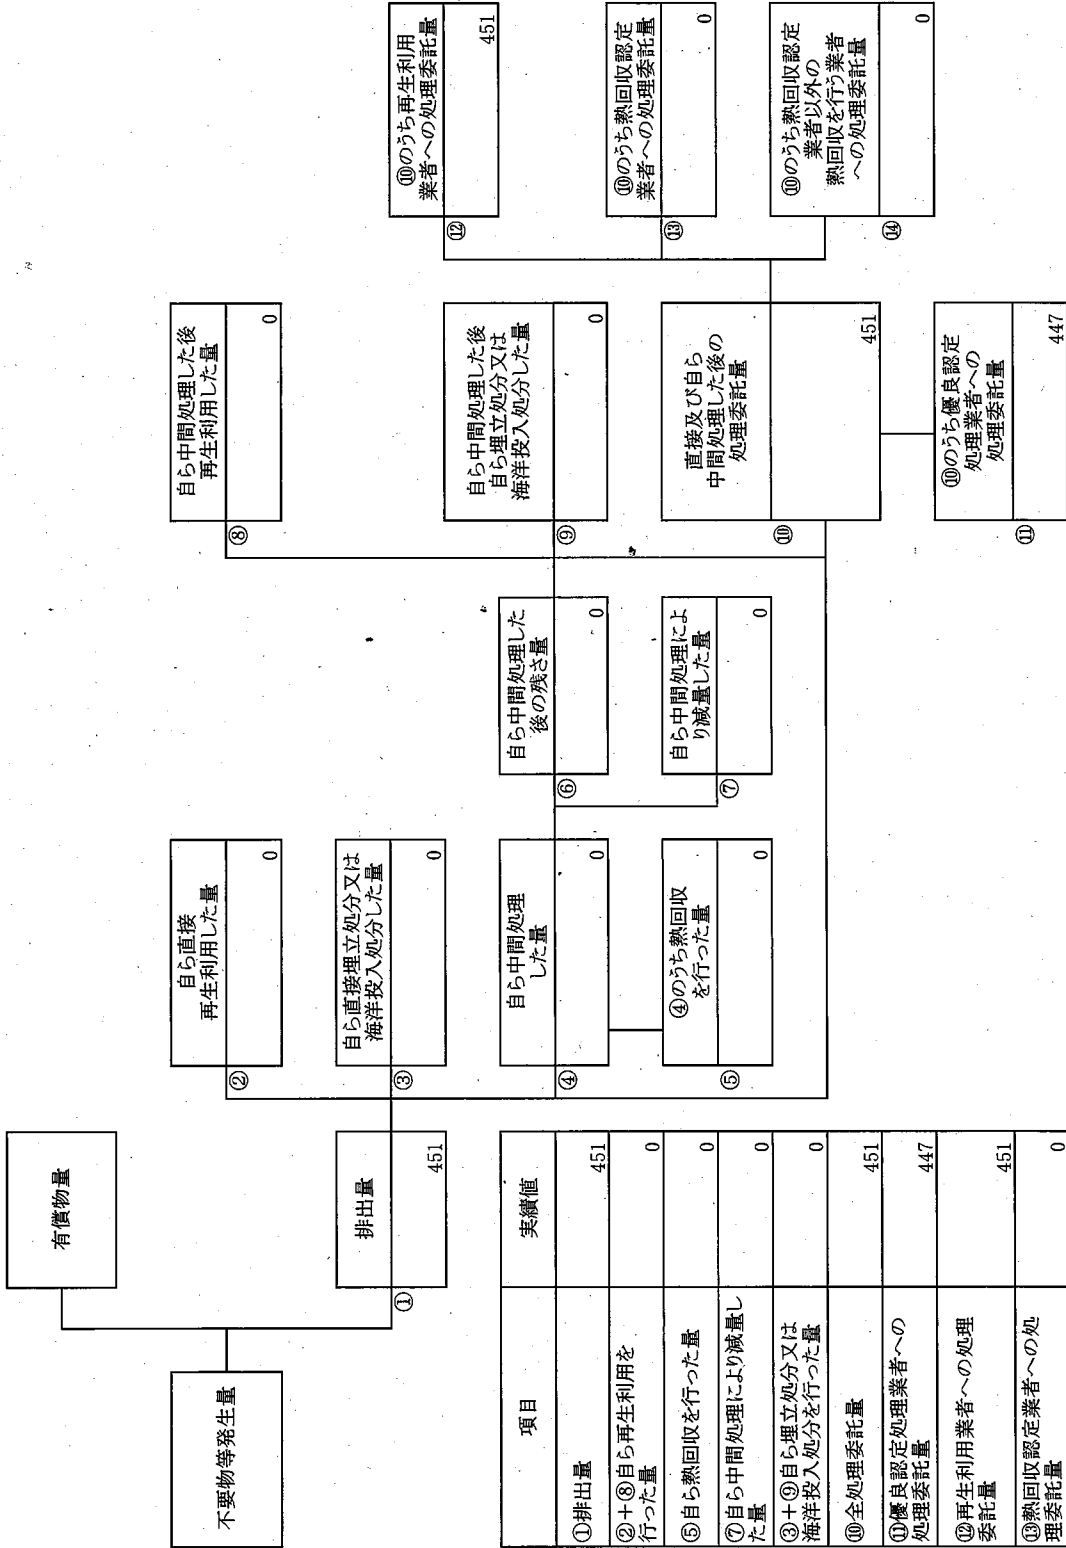 不要物等発生量
有償物量
排出量
①
451
自ら直接
再生利用した量
②
0
自ら直接埋立処分又は
海洋投入処分した量
③
0
自ら中間処理
した量
④
0
④のうち熱回収
を行った量
⑤
0
自ら中間処理した
後の残さ量
⑥
0
自ら中間処理によ
り減量した量
⑦
0
自ら中間処理した後
再生利用した量
⑧
0
自ら中間処理した後
自ら埋立処分又は
海洋投入処分した量
⑨
0
直接及び自ら
中間処理した後の
処理委託量
⑩
451
⑩のうち優良認定
処理業者への
処理委託量
⑪
447
⑩のうち再生利用
業者への処理委託量
⑫
451
⑩のうち熱回収認定
業者への処理委託量
⑬
0
⑩のうち熱回収認定
業者以外の
熱回収を行う業者
への処理委託量
⑭
0
項目 実績値
①排出量 451
②+⑧自ら再生利用を
行った量 0
⑤自ら熱回収を行った量 0
⑦自ら中間処理により減量し
た量 0
③+⑨自ら埋立処分又は
海洋投入処分を行った量 0
⑩全処理委託量 451
⑪優良認定処理業者への
処理委託量 447
⑫再生利用業者への処理
委託量 451
⑬熱回収認定業者への処
理委託量 0